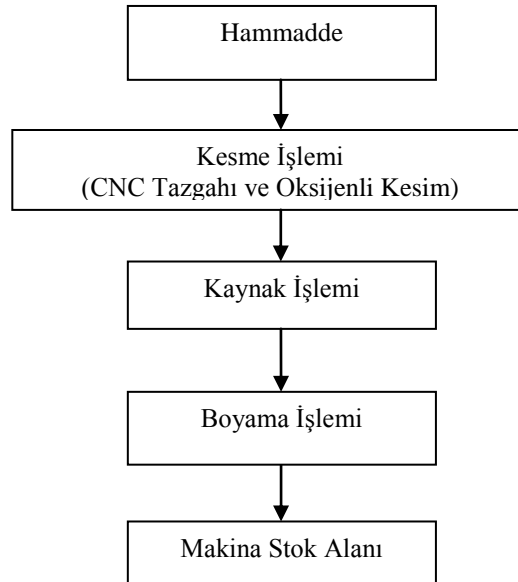 Hammadde
Kesme İşlemi
(CNC Tazgahı ve Oksijenli Kesim)
Kaynak İşlemi
Boyama İşlemi
Makina Stok Alanı